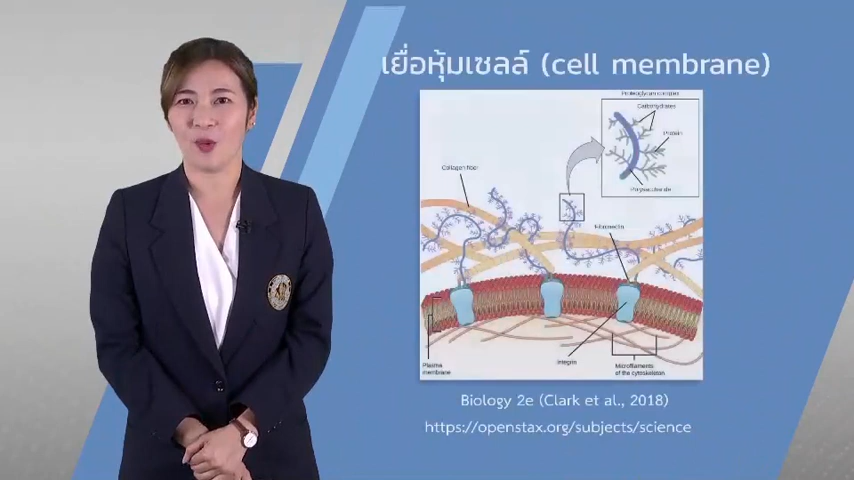 เยื่อหุ้มเซลล์ (cell membrane)
Proteoglycan complex
Carbohydrates
Protein
Polysaccharide
Collagen fiber
Fibronectin
Plasma
membrane
Integrin
Microfilaments
of the cytoskeleton
Biology 2e (Clark et al., 2018)
https://openstax.org/subjects/science